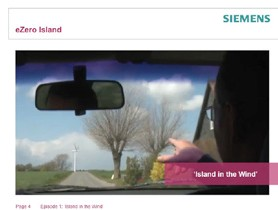 SIEMENS
eZero Island
'Island in the Wind'
Page 4 Episode 1: Island in the Wind